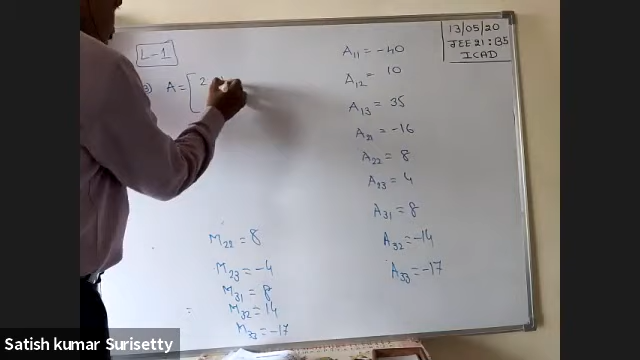 L-1
13/05/20
JEE 21: B5
ICAD
3) A = [ 2
A11 = -40
A12 = 10
A13 = 35
A21 = -16
A22 = 8
A23 = 4
A31 = 8
A32 = -14
A33 = -17
M22 = 8
M23 = -4
M31 = 8
M32 = 14
M33 = -17
Satish kumar Surisetty